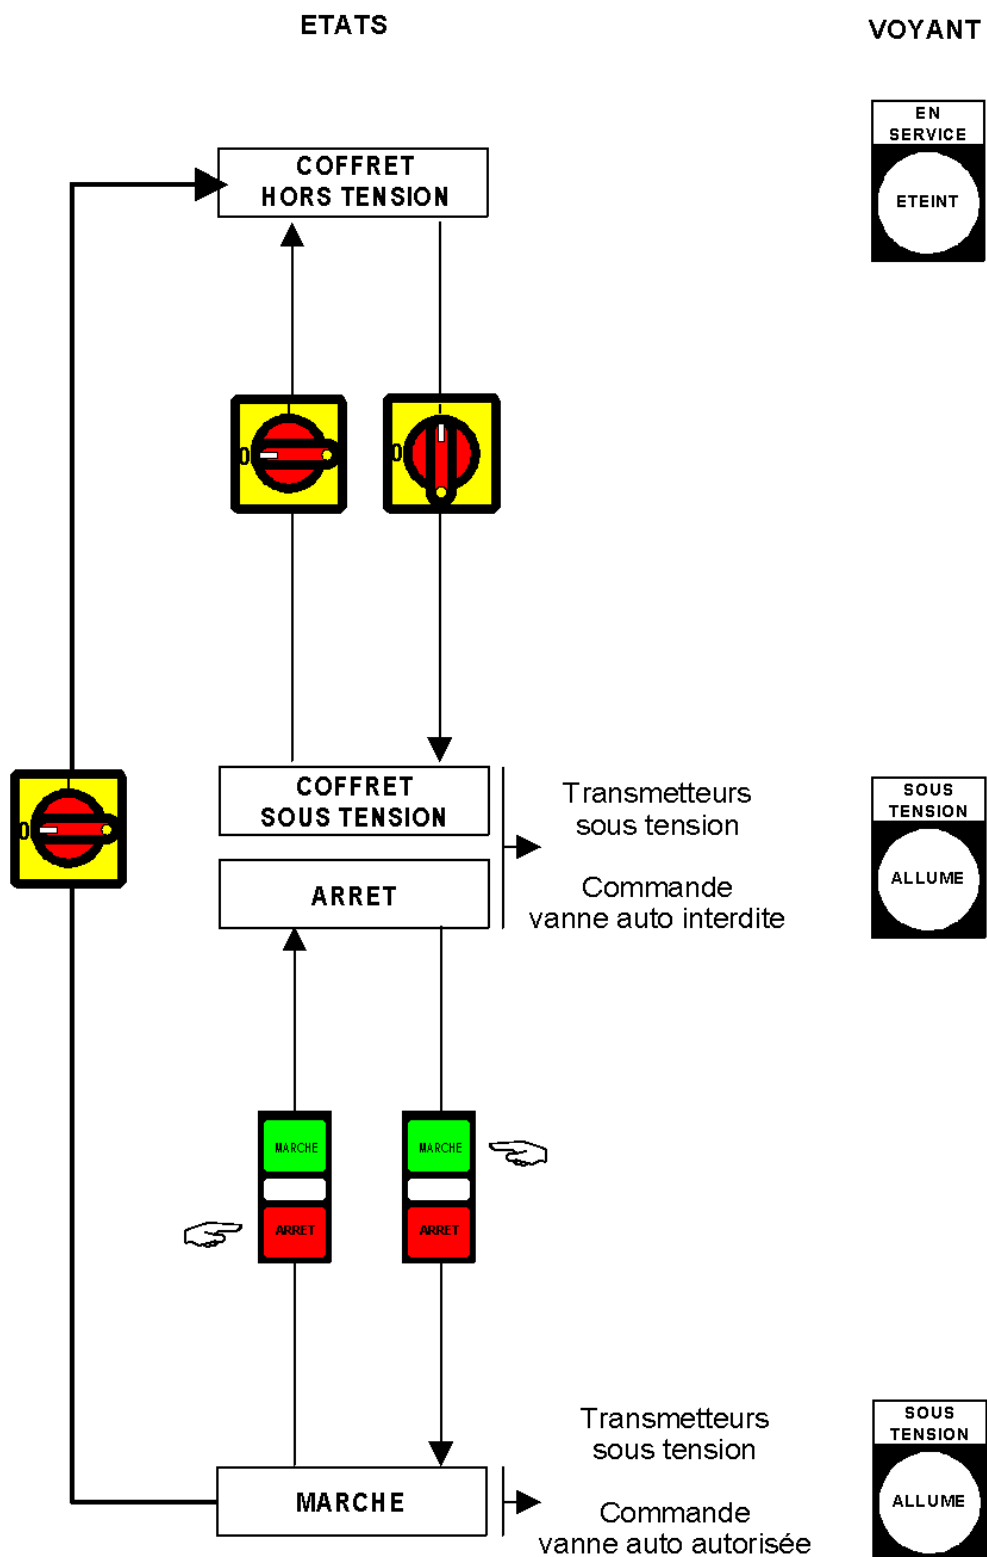 ETATS
VOYANT
EN
SERVICE
ETEINT
COFFRET
HORS TENSION
0
0
COFFRET
SOUS TENSION
Transmetteurs
sous tension
SOUS
TENSION
ALLUME
0
ARRET
Commande
vanne auto interdite
MARCHE
ARRET
MARCHE
ARRET
MARCHE
Transmetteurs
sous tension
Commande
vanne auto autorisée
SOUS
TENSION
ALLUME